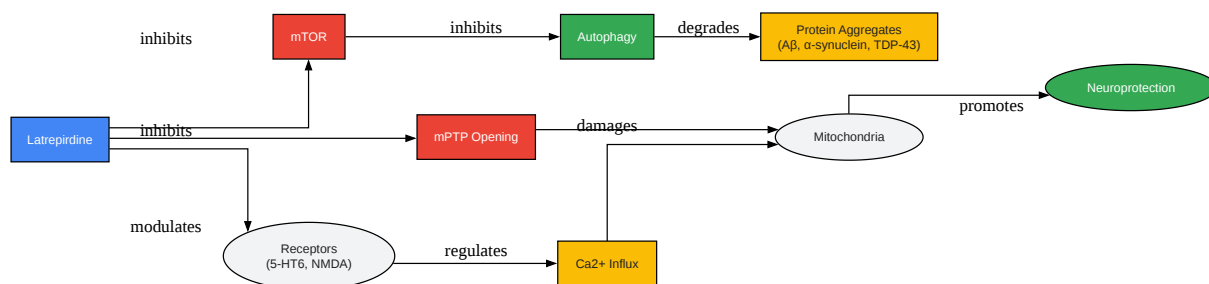 inhibits
mTOR
inhibits
Autophagy
degrades
Protein Aggregates
(Aβ, α-synuclein, TDP-43)
Neuroprotection
promotes
Latrepirdine
inhibits
mPTP Opening
damages
Mitochondria
modulates
Receptors
(5-HT6, NMDA)
regulates
Ca2+ Influx